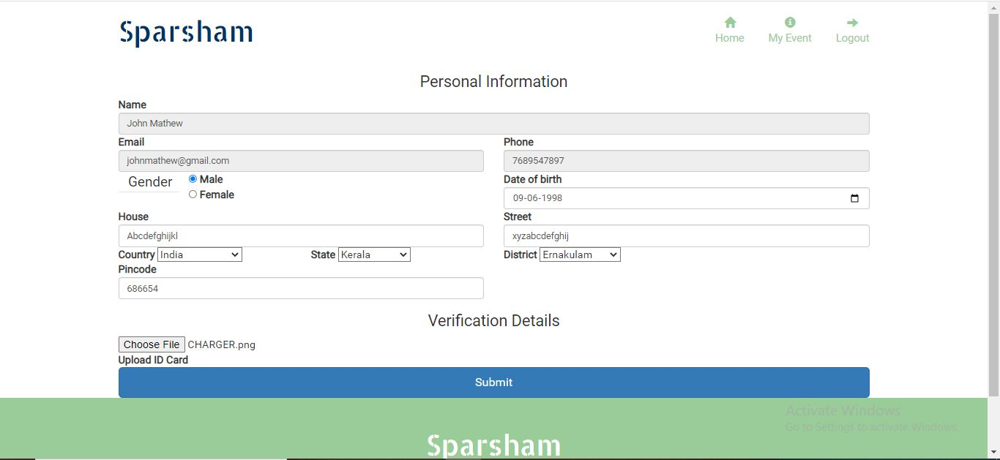 Sparsham
Home My Event Logout
Personal Information
Name
John Mathew
Email Phone
johnmathew@gmail.com 7689547897
Gender Male Date of birth
Female
09-06-1998
House Street
Abcdefghijkl xyzabcdefghij
Country India State Kerala District Ernakulam
Pincode
686654
Verification Details
Choose File CHARGER.png
Upload ID Card
Submit
Activate Windows
Go to Settings to activate Windows.
Sparsham